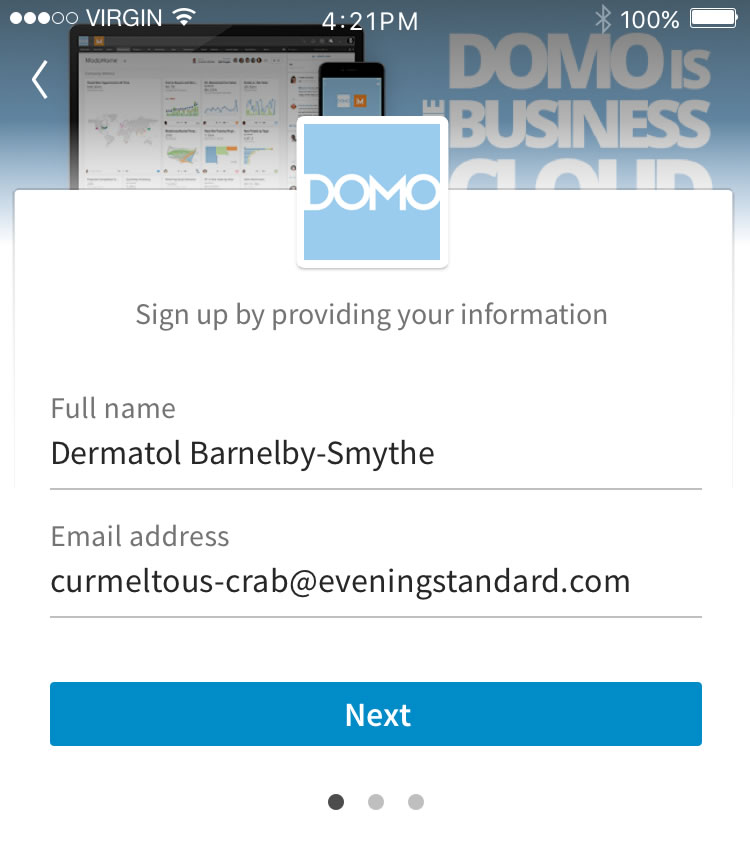 VIRGIN 4:21PM 100%
DOMO IS
THE BUSINESS
CLOUD
DOMO
Sign up by providing your information
Full name
Dermatol Barnelby-Smythe
Email address
curmeltous-crab@eveningstandard.com
Next